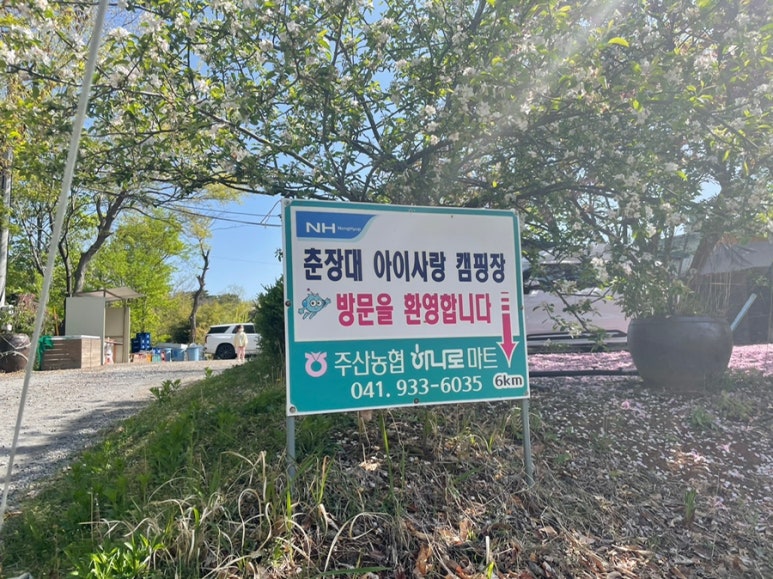 NH NongHyup
춘장대 아이사랑 캠핑장
방문을 환영합니다
주산농협 하나로마트
041. 933-6035 6km